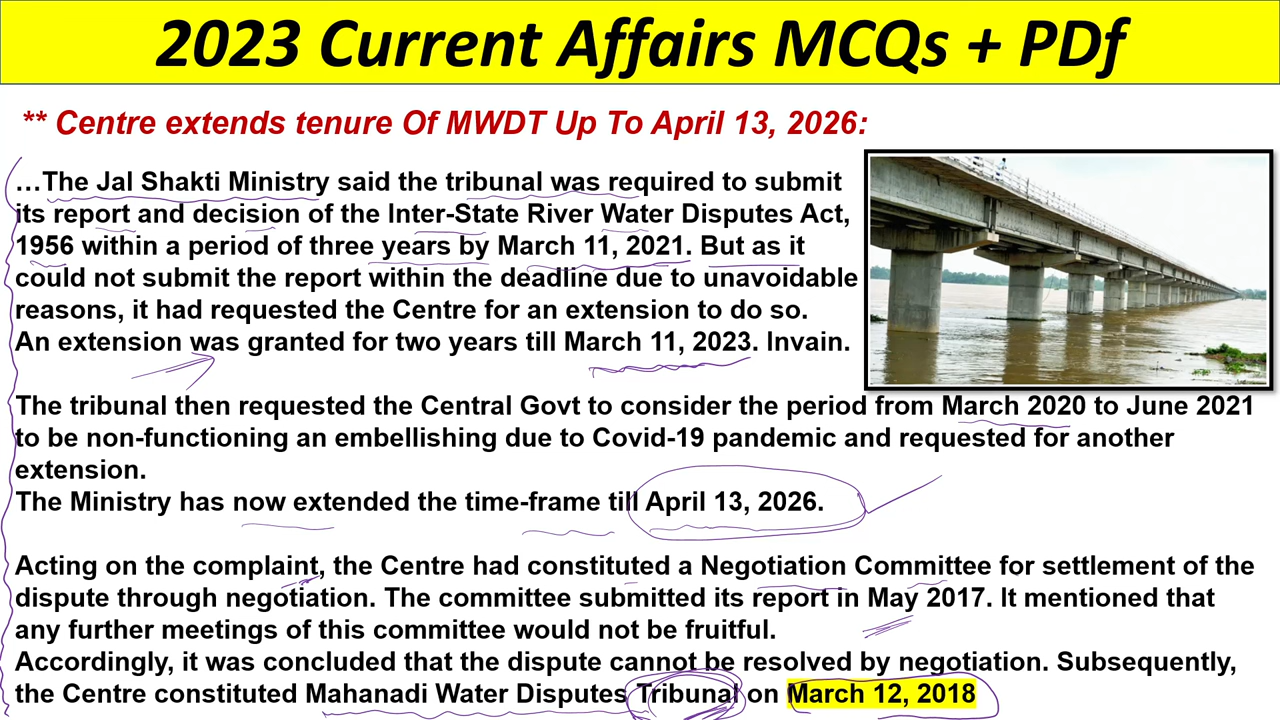 2023 Current Affairs MCQs + PDf
** Centre extends tenure Of MWDT Up To April 13, 2026:
…The Jal Shakti Ministry said the tribunal was required to submit
its report and decision of the Inter-State River Water Disputes Act,
1956 within a period of three years by March 11, 2021. But as it
could not submit the report within the deadline due to unavoidable
reasons, it had requested the Centre for an extension to do so.
An extension was granted for two years till March 11, 2023. Invain.
The tribunal then requested the Central Govt to consider the period from March 2020 to June 2021
to be non-functioning an embellishing due to Covid-19 pandemic and requested for another
extension.
The Ministry has now extended the time-frame till April 13, 2026.
Acting on the complaint, the Centre had constituted a Negotiation Committee for settlement of the
dispute through negotiation. The committee submitted its report in May 2017. It mentioned that
any further meetings of this committee would not be fruitful.
Accordingly, it was concluded that the dispute cannot be resolved by negotiation. Subsequently,
the Centre constituted Mahanadi Water Disputes Tribunal on March 12, 2018